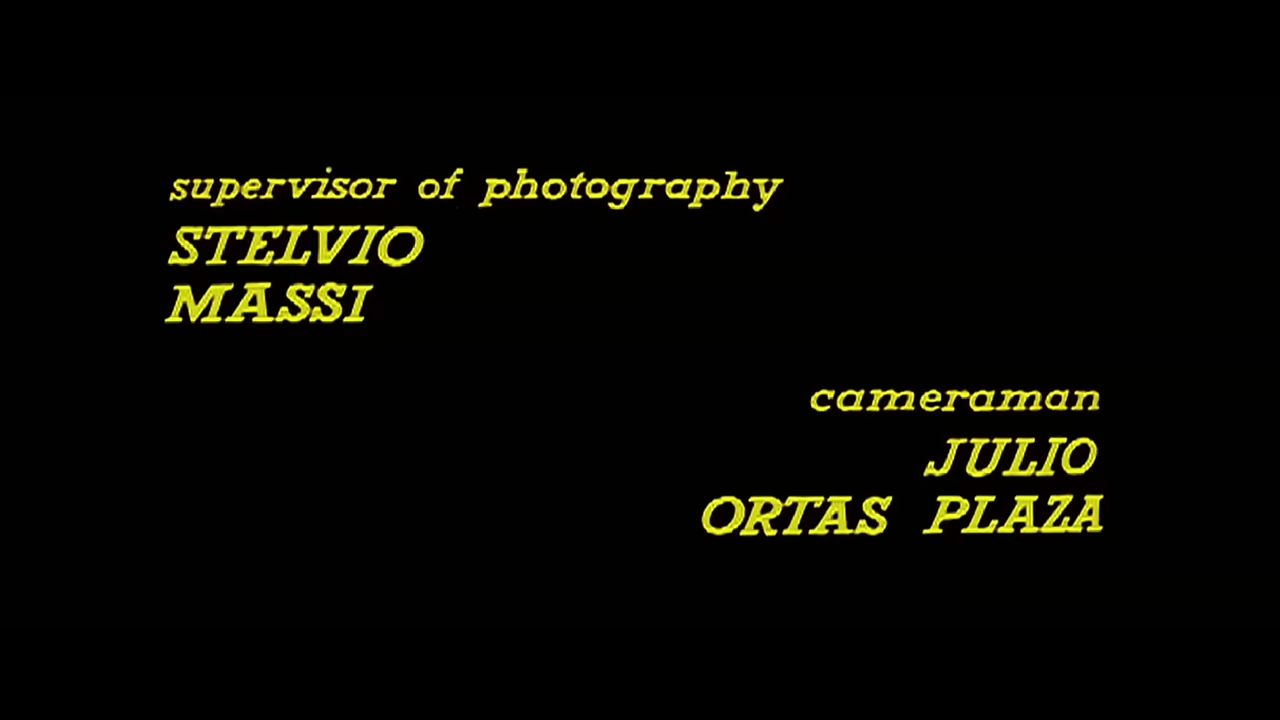 supervisor of photography
STELVIO
MASSI
cameraman
JULIO
ORTAS PLAZA